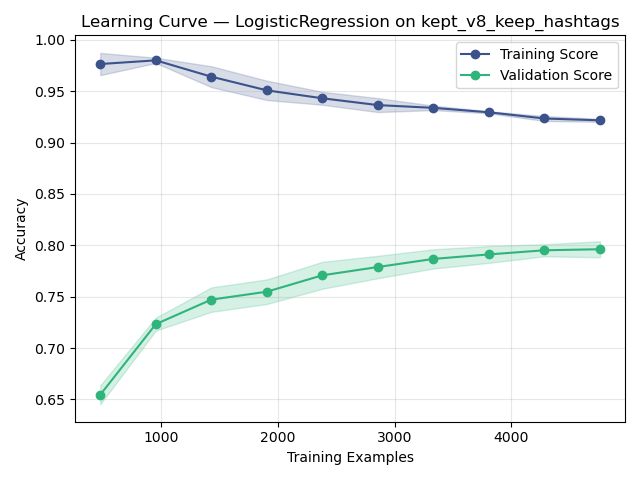 Learning Curve — LogisticRegression on kept_v8_keep_hashtags
1.00
0.95
0.90
0.85
0.80
0.75
0.70
0.65
Accuracy
Training Score
Validation Score
1000 2000 3000 4000
Training Examples